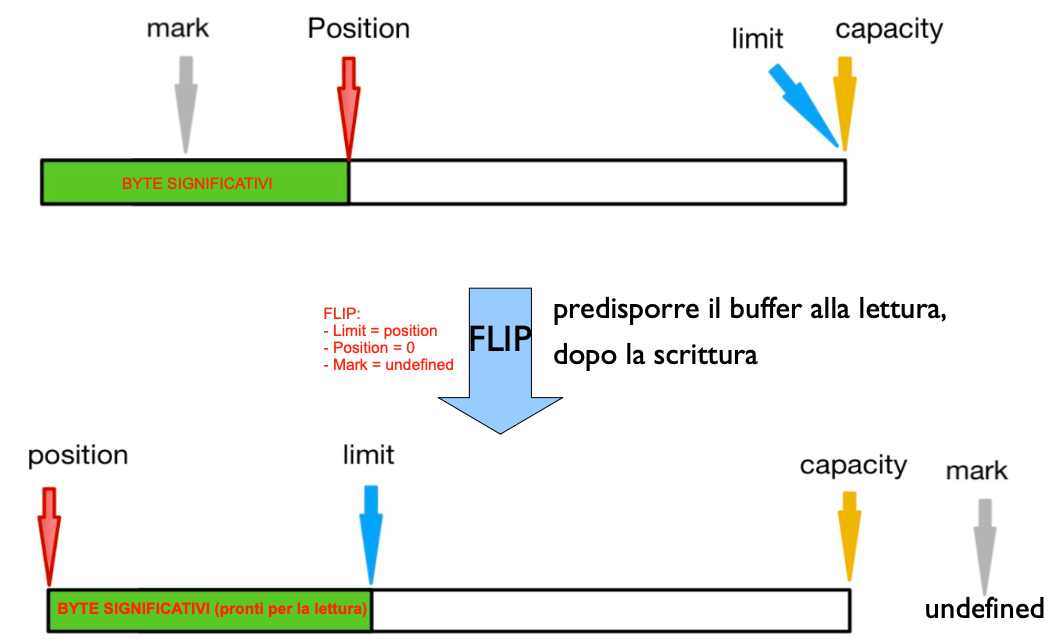 mark
Position
limit
capacity
BYTE SIGNIFICATIVI
FLIP:
- Limit = position
- Position = 0
- Mark = undefined
FLIP
predisporre il buffer alla lettura,
dopo la scrittura
position
limit
capacity
mark
BYTE SIGNIFICATIVI (pronti per la lettura)
undefined